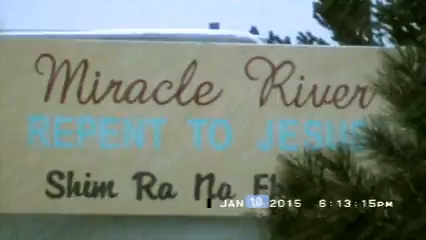 Miracle River
REPENT TO JESUS
Shim Ra Na
JAN 10 2015 6:13:15PM